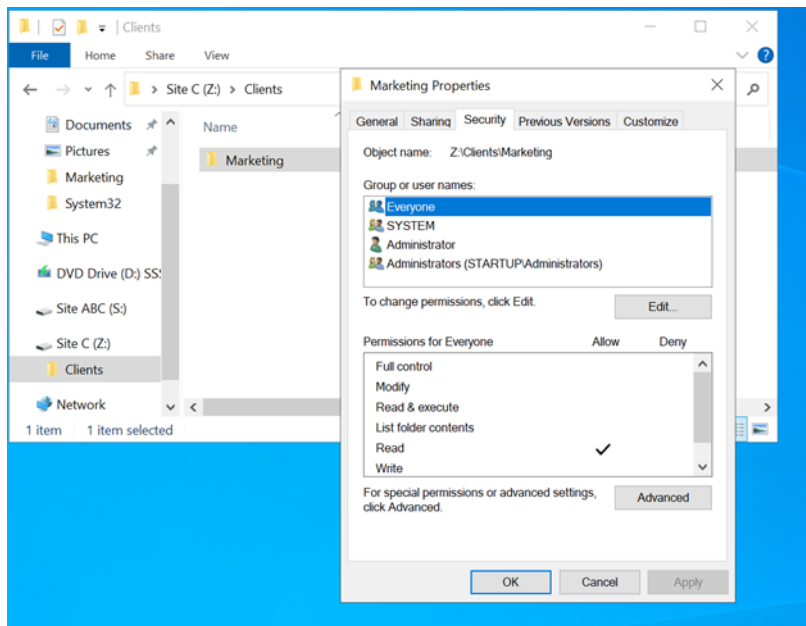 Clients
File Home Share View
Site C (Z:) > Clients
Documents
Pictures
Marketing
System32
This PC
DVD Drive (D:) SS
Site ABC (S:)
Site C (Z:)
Clients
Network
Name
Marketing
1 item 1 item selected
Marketing Properties
General Sharing Security Previous Versions Customize
Object name: Z:\Clients\Marketing
Group or user names:
Everyone
SYSTEM
Administrator
Administrators (STARTUP\Administrators)
To change permissions, click Edit.
Edit...
Permissions for Everyone Allow Deny
Full control
Modify
Read & execute
List folder contents
Read
Write
For special permissions or advanced settings,
click Advanced.
Advanced
OK Cancel Apply